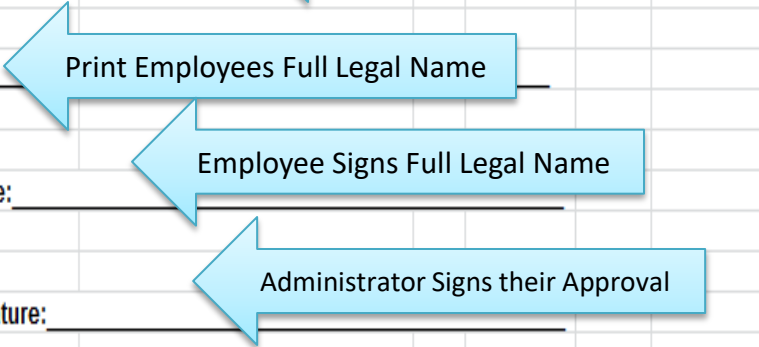 Print Employees Full Legal Name
Employee Signs Full Legal Name
e:
Administrator Signs their Approval
ture: